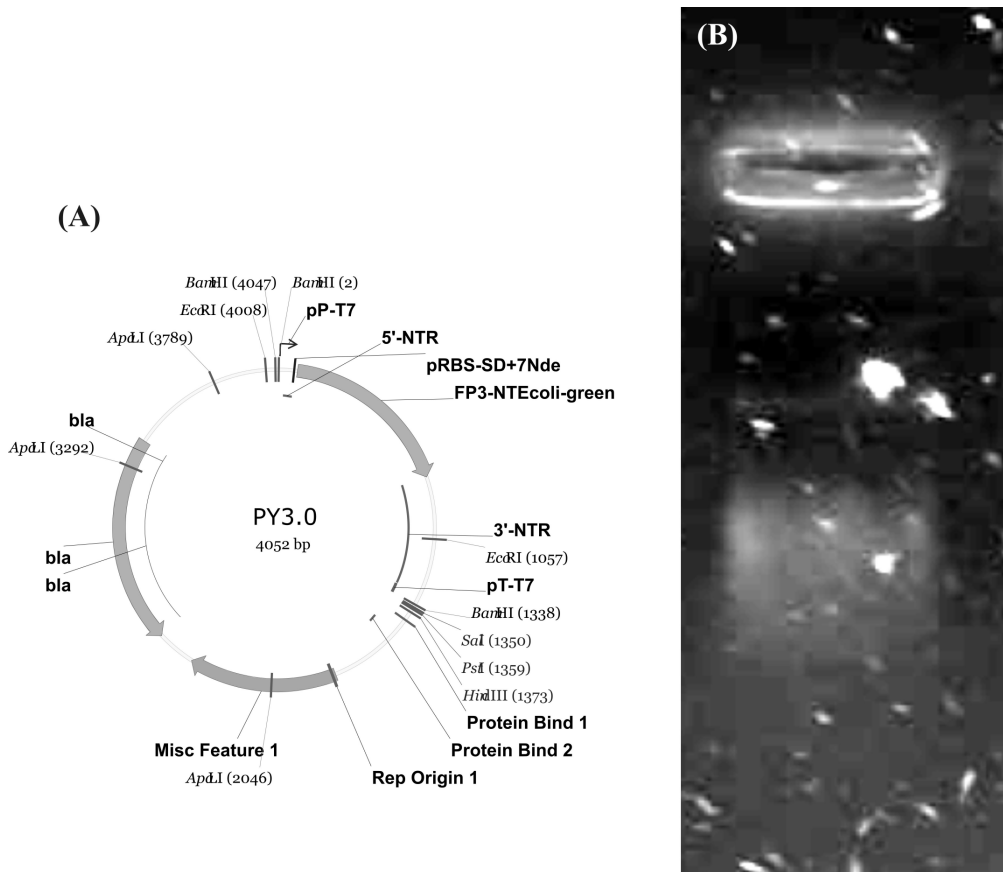 (B)
(A)
BamHI (4047)
BamHI (2)
EcoRI (4008)
pP-T7
ApaLI (3789)
5'-NTR
pRBS-SD+7Nde
FP3-NTEcoli-green
bla
ApaLI (3292)
PY3.0
4052 bp
3'-NTR
EcoRI (1057)
bla
bla
pT-T7
BamHI (1338)
SalI (1350)
PstI (1359)
HindIII (1373)
Protein Bind 1
Misc Feature 1
Protein Bind 2
ApaLI (2046)
Rep Origin 1